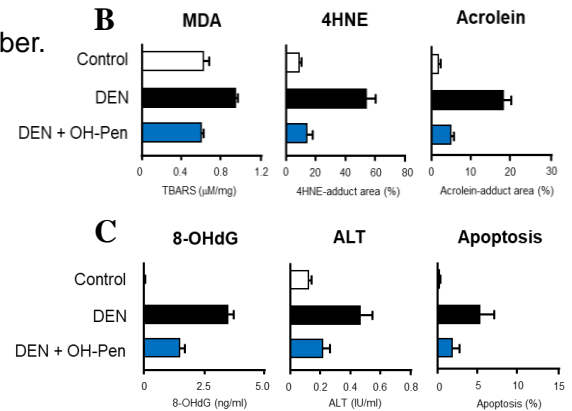 ber.
B
MDA 4HNE Acrolein
Control
DEN
DEN + OH-Pen
0 0.4 0.8 1.2 0 20 40 60 80 0 10 20 30
TBARS (μM/mg) 4HNE-adduct area (%) Acrolein-adduct area (%)
C
8-OHdG ALT Apoptosis
Control
DEN
DEN + OH-Pen
0 2.5 5.0 0 0.2 0.4 0.6 0.8 0 5 10 15
8-OHdG (ng/ml) ALT (IU/ml) Apoptosis (%)